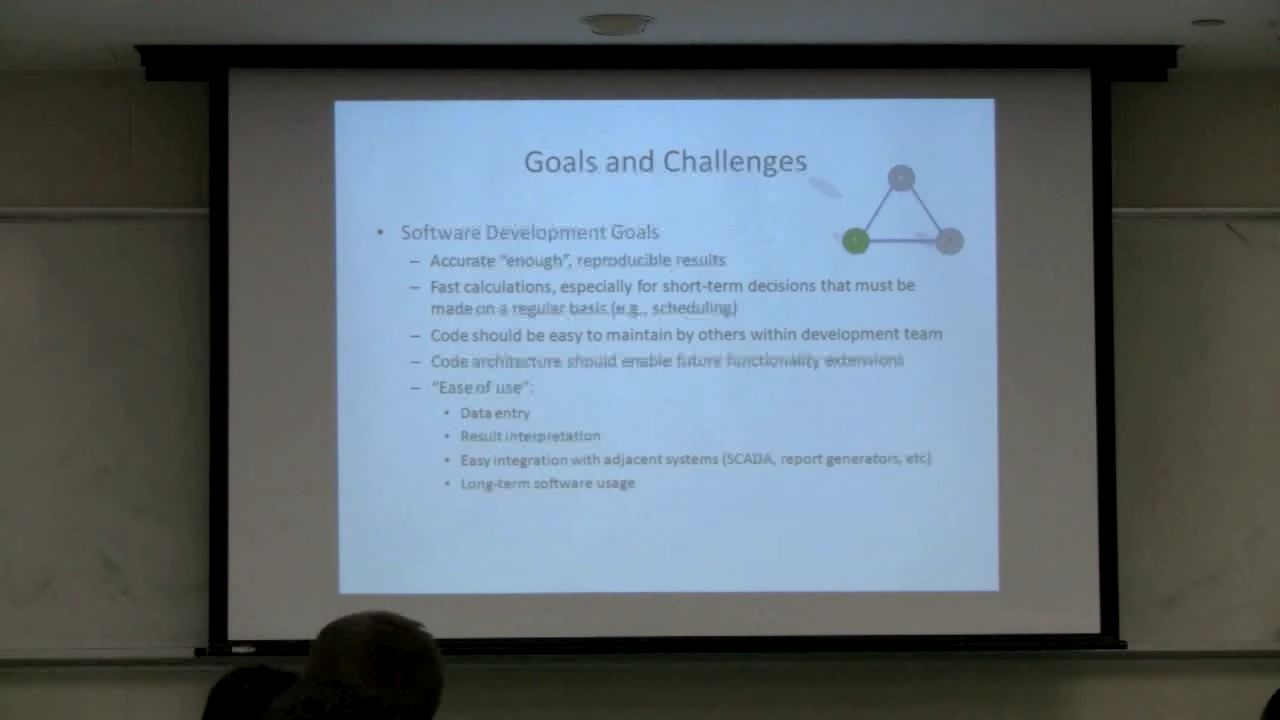 Goals and Challenges
• Software Development Goals
– Accurate “enough”, reproducible results
– Fast calculations, especially for short-term decisions that must be
made on a regular basis (e.g., scheduling)
– Code should be easy to maintain by others within development team
– Code architecture should enable future functionality extensions
– “Ease of use”:
• Data entry
• Result interpretation
• Easy integration with adjacent systems (SCADA, report generators, etc)
• Long-term software usage